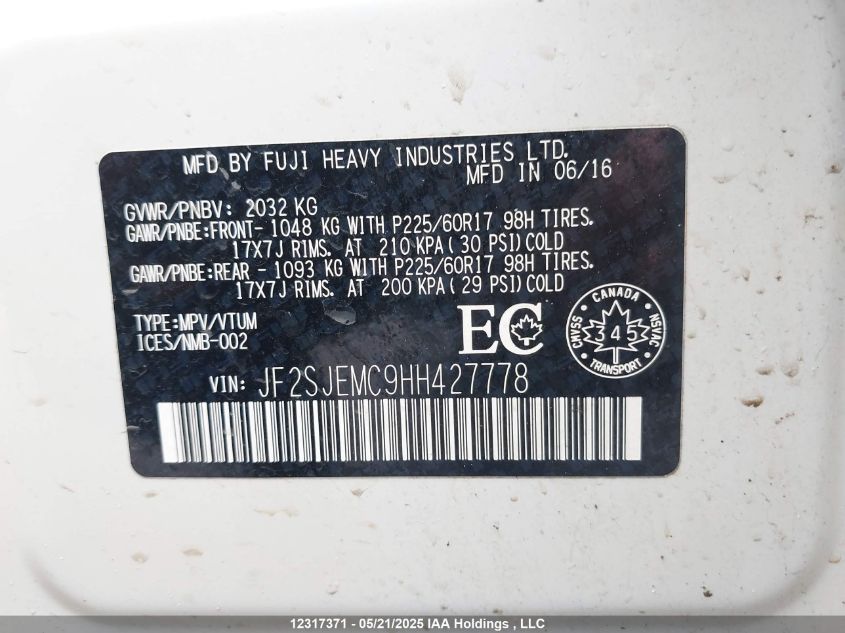 MFD BY FUJI HEAVY INDUSTRIES LTD.
MFD IN 06/16
GVWR/PNBV: 2032 KG
GAWR/PNBE:FRONT- 1048 KG WITH P225/60R17 98H TIRES.
17X7J RIMS. AT 210 KPA(30 PSI)COLD
GAWR/PNBE:REAR - 1093 KG WITH P225/60R17 98H TIRES.
17X7J RIMS. AT 200 KPA(29 PSI)COLD
TYPE:MPV/VTUM
ICES/NMB-002
EC
CANADA
CMVSS 345 NSVAC
TRANSPORT
VIN: JF2SJEMC9HH427778
12317371 - 05/21/2025 IAA Holdings , LLC